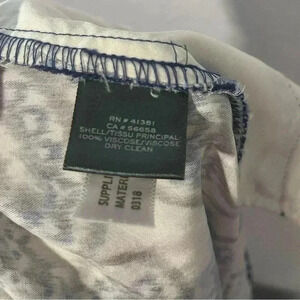 RN # 41381
CA # 56658
SHELL/TISSU PRINCIPAL-
100% VISCOSE/VISCOSE
DRY CLEAN
SUPPLI
MATER
0318